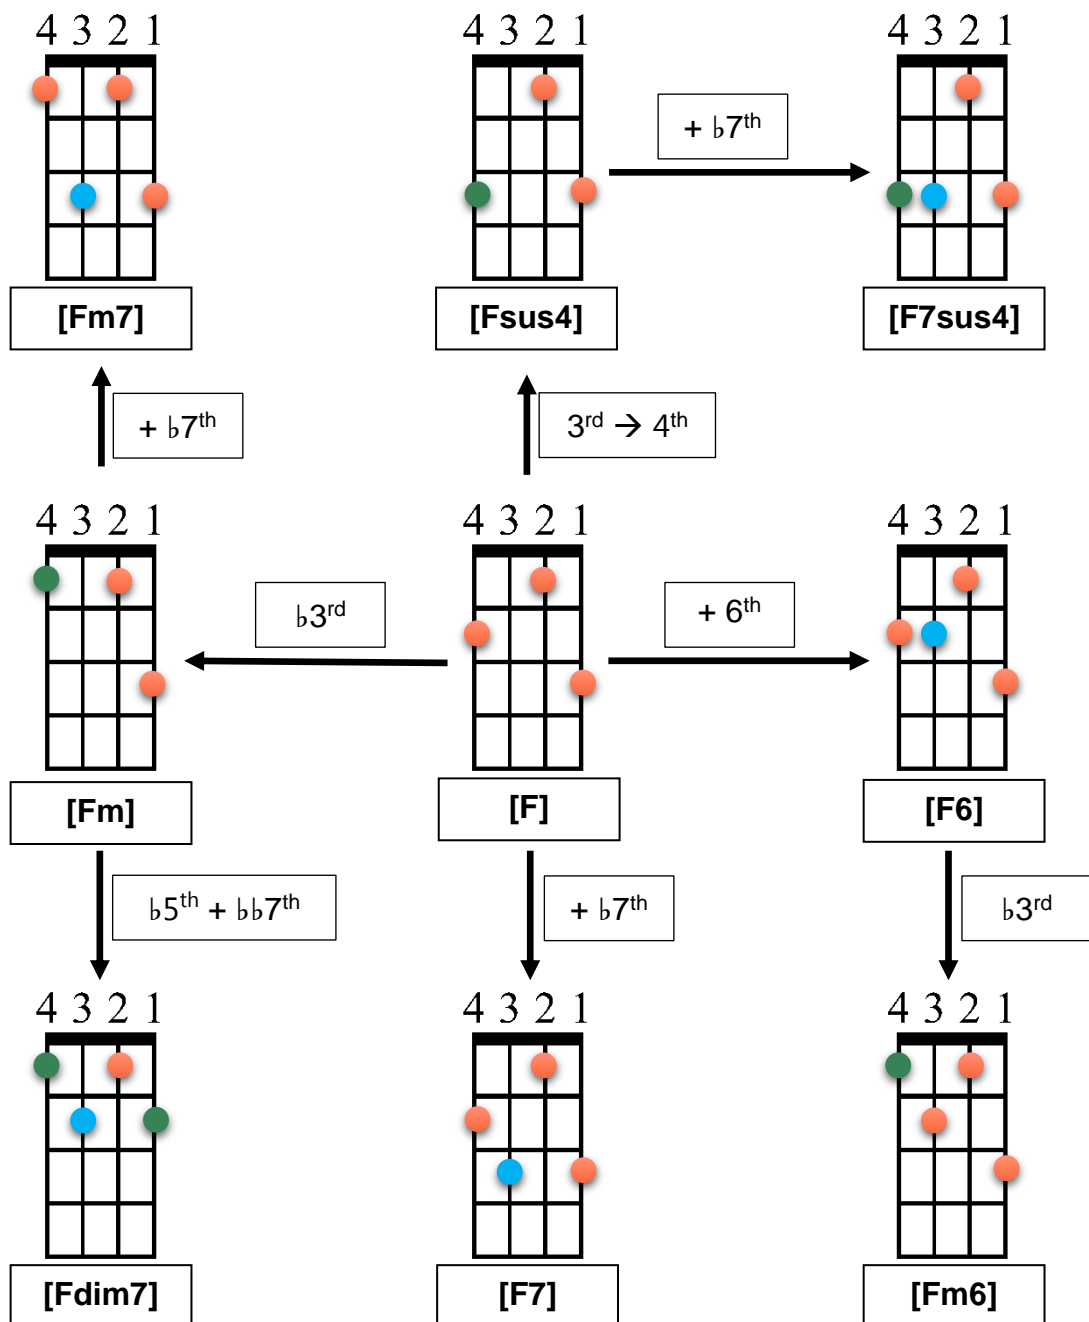 4 3 2 1
4 3 2 1
4 3 2 1
+ ♭7th
[Fm7]
[Fsus4]
[F7sus4]
+ ♭7th
3rd → 4th
4 3 2 1
4 3 2 1
4 3 2 1
♭3rd
+ 6th
[Fm]
[F]
[F6]
♭5th + ♭♭7th
+ ♭7th
♭3rd
4 3 2 1
4 3 2 1
4 3 2 1
[Fdim7]
[F7]
[Fm6]